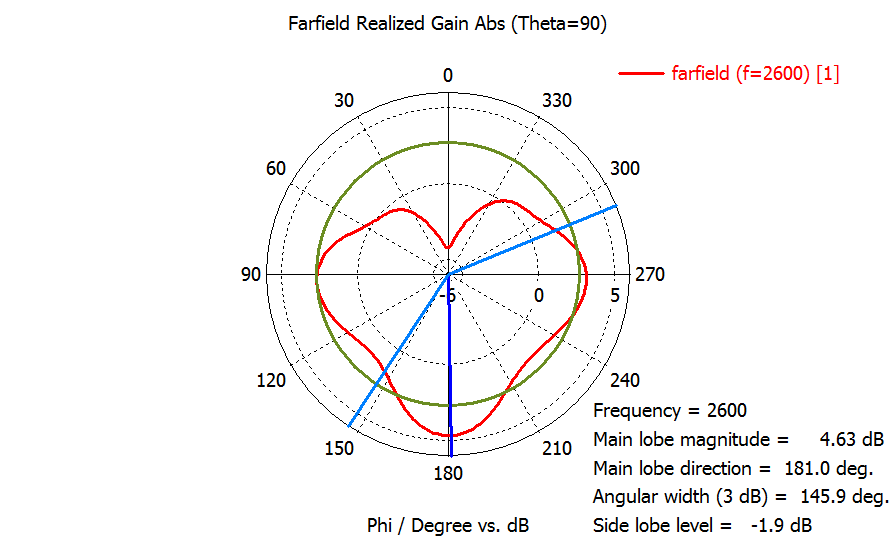 Farfield Realized Gain Abs (Theta=90)
farfield (f=2600) [1]
0
30
330
60
300
90
-5
0
5
270
120
240
150
210
180
Frequency = 2600
Main lobe magnitude = 4.63 dB
Main lobe direction = 181.0 deg.
Angular width (3 dB) = 145.9 deg.
Side lobe level = -1.9 dB
Phi / Degree vs. dB